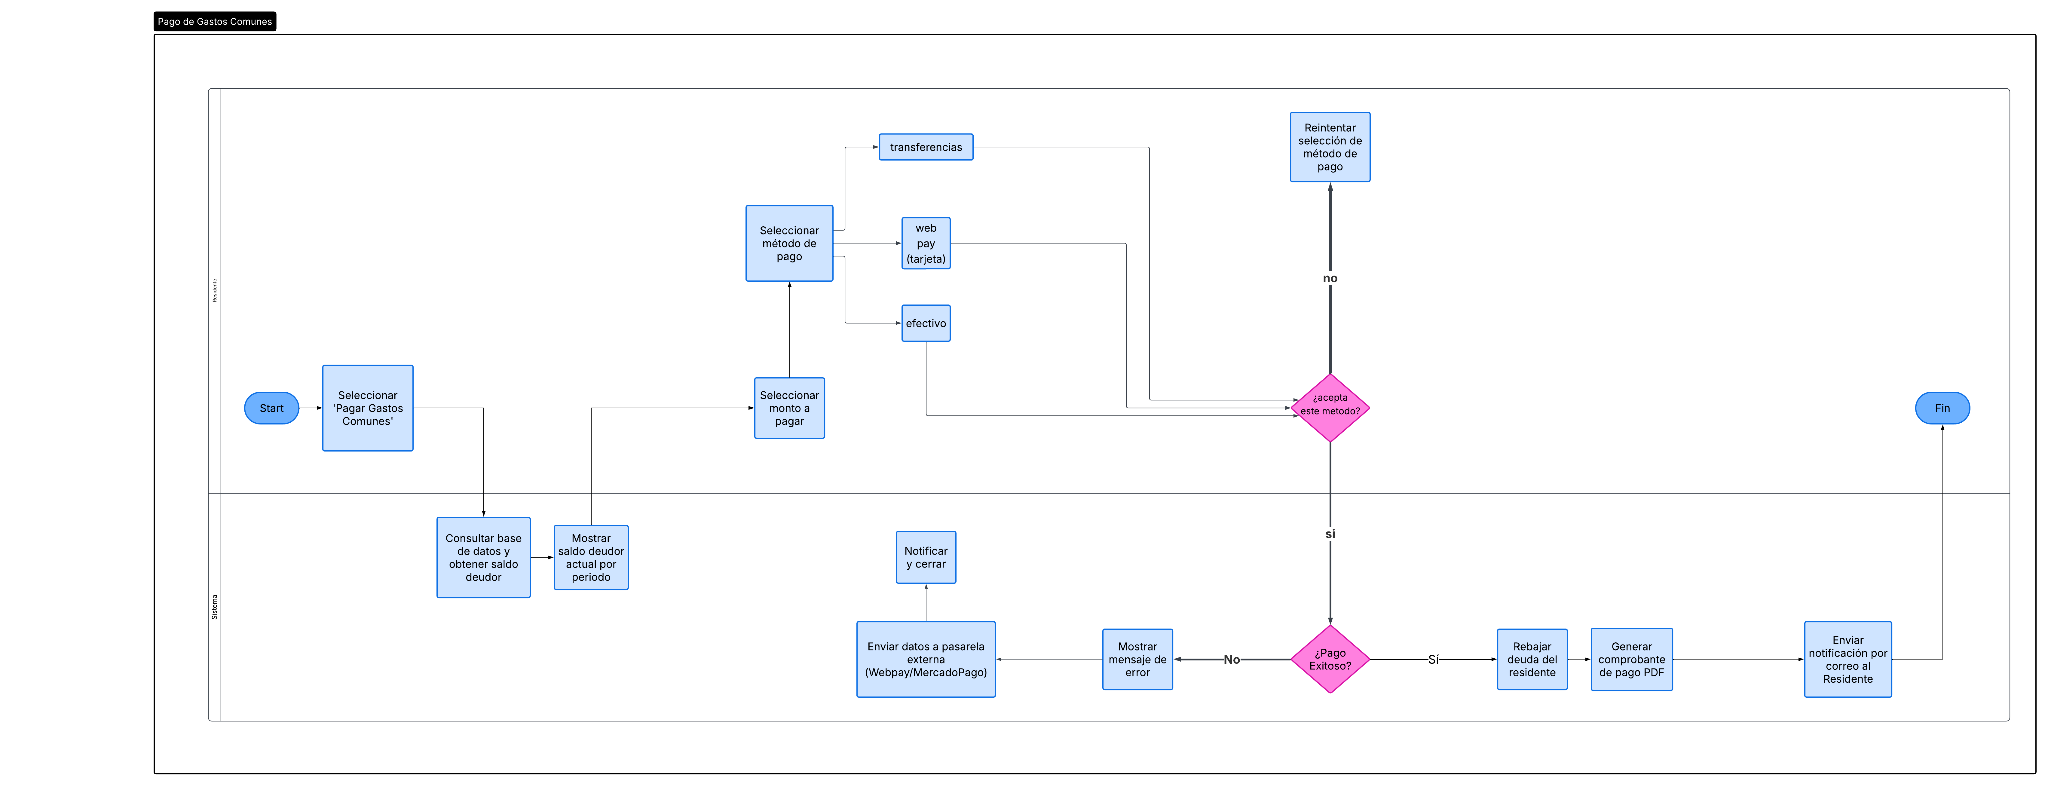 Pago de Gastos Comunes
Residente
Start
Seleccionar
'Pagar Gastos
Comunes'
Seleccionar
monto a
pagar
Seleccionar
método de
pago
transferencias
web
pay
(tarjeta)
efectivo
Reintentar
selección de
método de
pago
no
¿acepta
este metodo?
si
Fin
Sistema
Consultar base
de datos y
obtener saldo
deudor
Mostrar
saldo deudor
actual por
periodo
Notificar
y cerrar
Enviar datos a pasarela
externa
(Webpay/MercadoPago)
Mostrar
mensaje de
error
No
¿Pago
Exitoso?
Sí
Rebajar
deuda del
residente
Generar
comprobante
de pago PDF
Enviar
notificación por
correo al
Residente